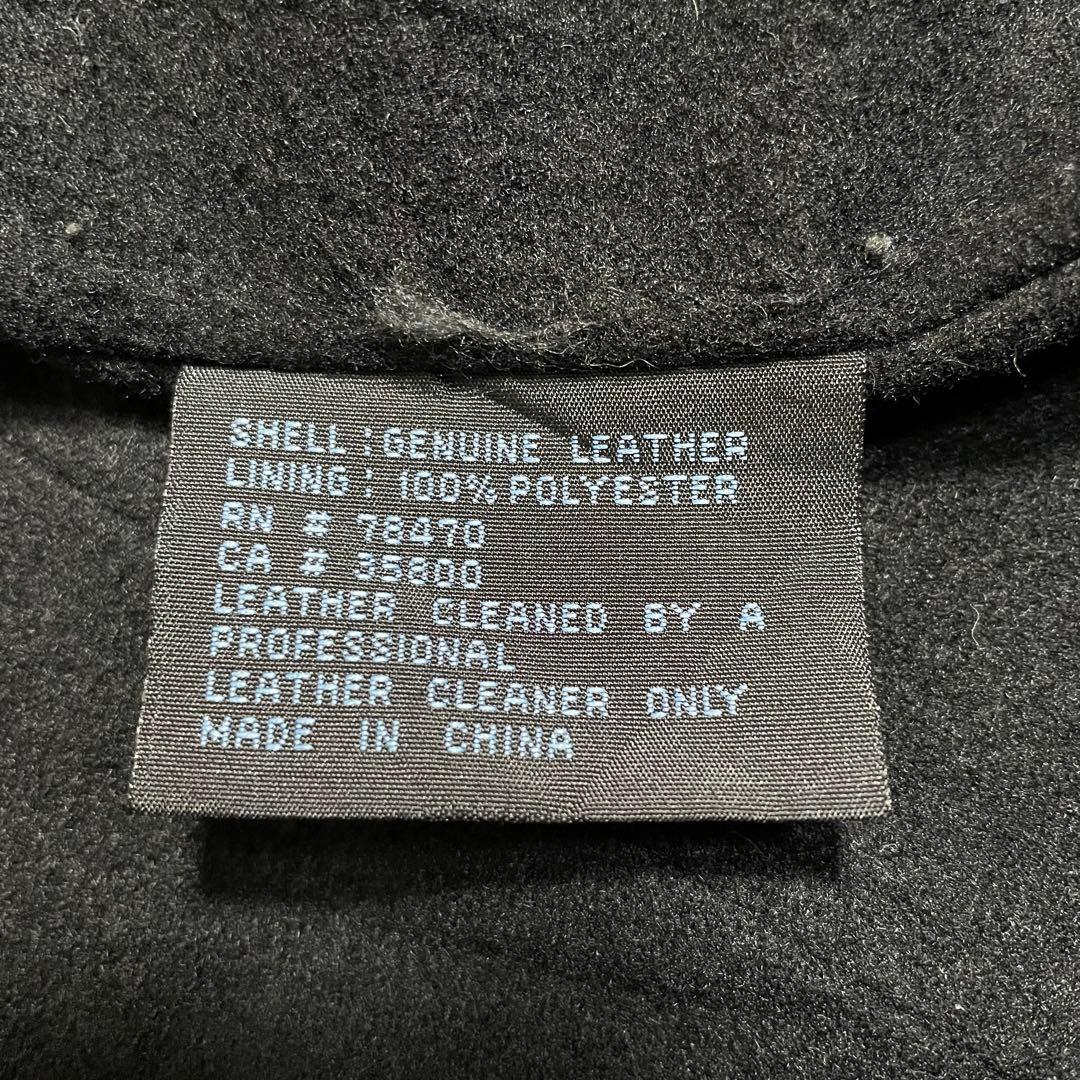 SHELL : GENUINE LEATHER
LINING : 100% POLYESTER
RN # 78470
CA # 35800
LEATHER CLEANED BY A
PROFESSIONAL
LEATHER CLEANER ONLY
MADE IN CHINA